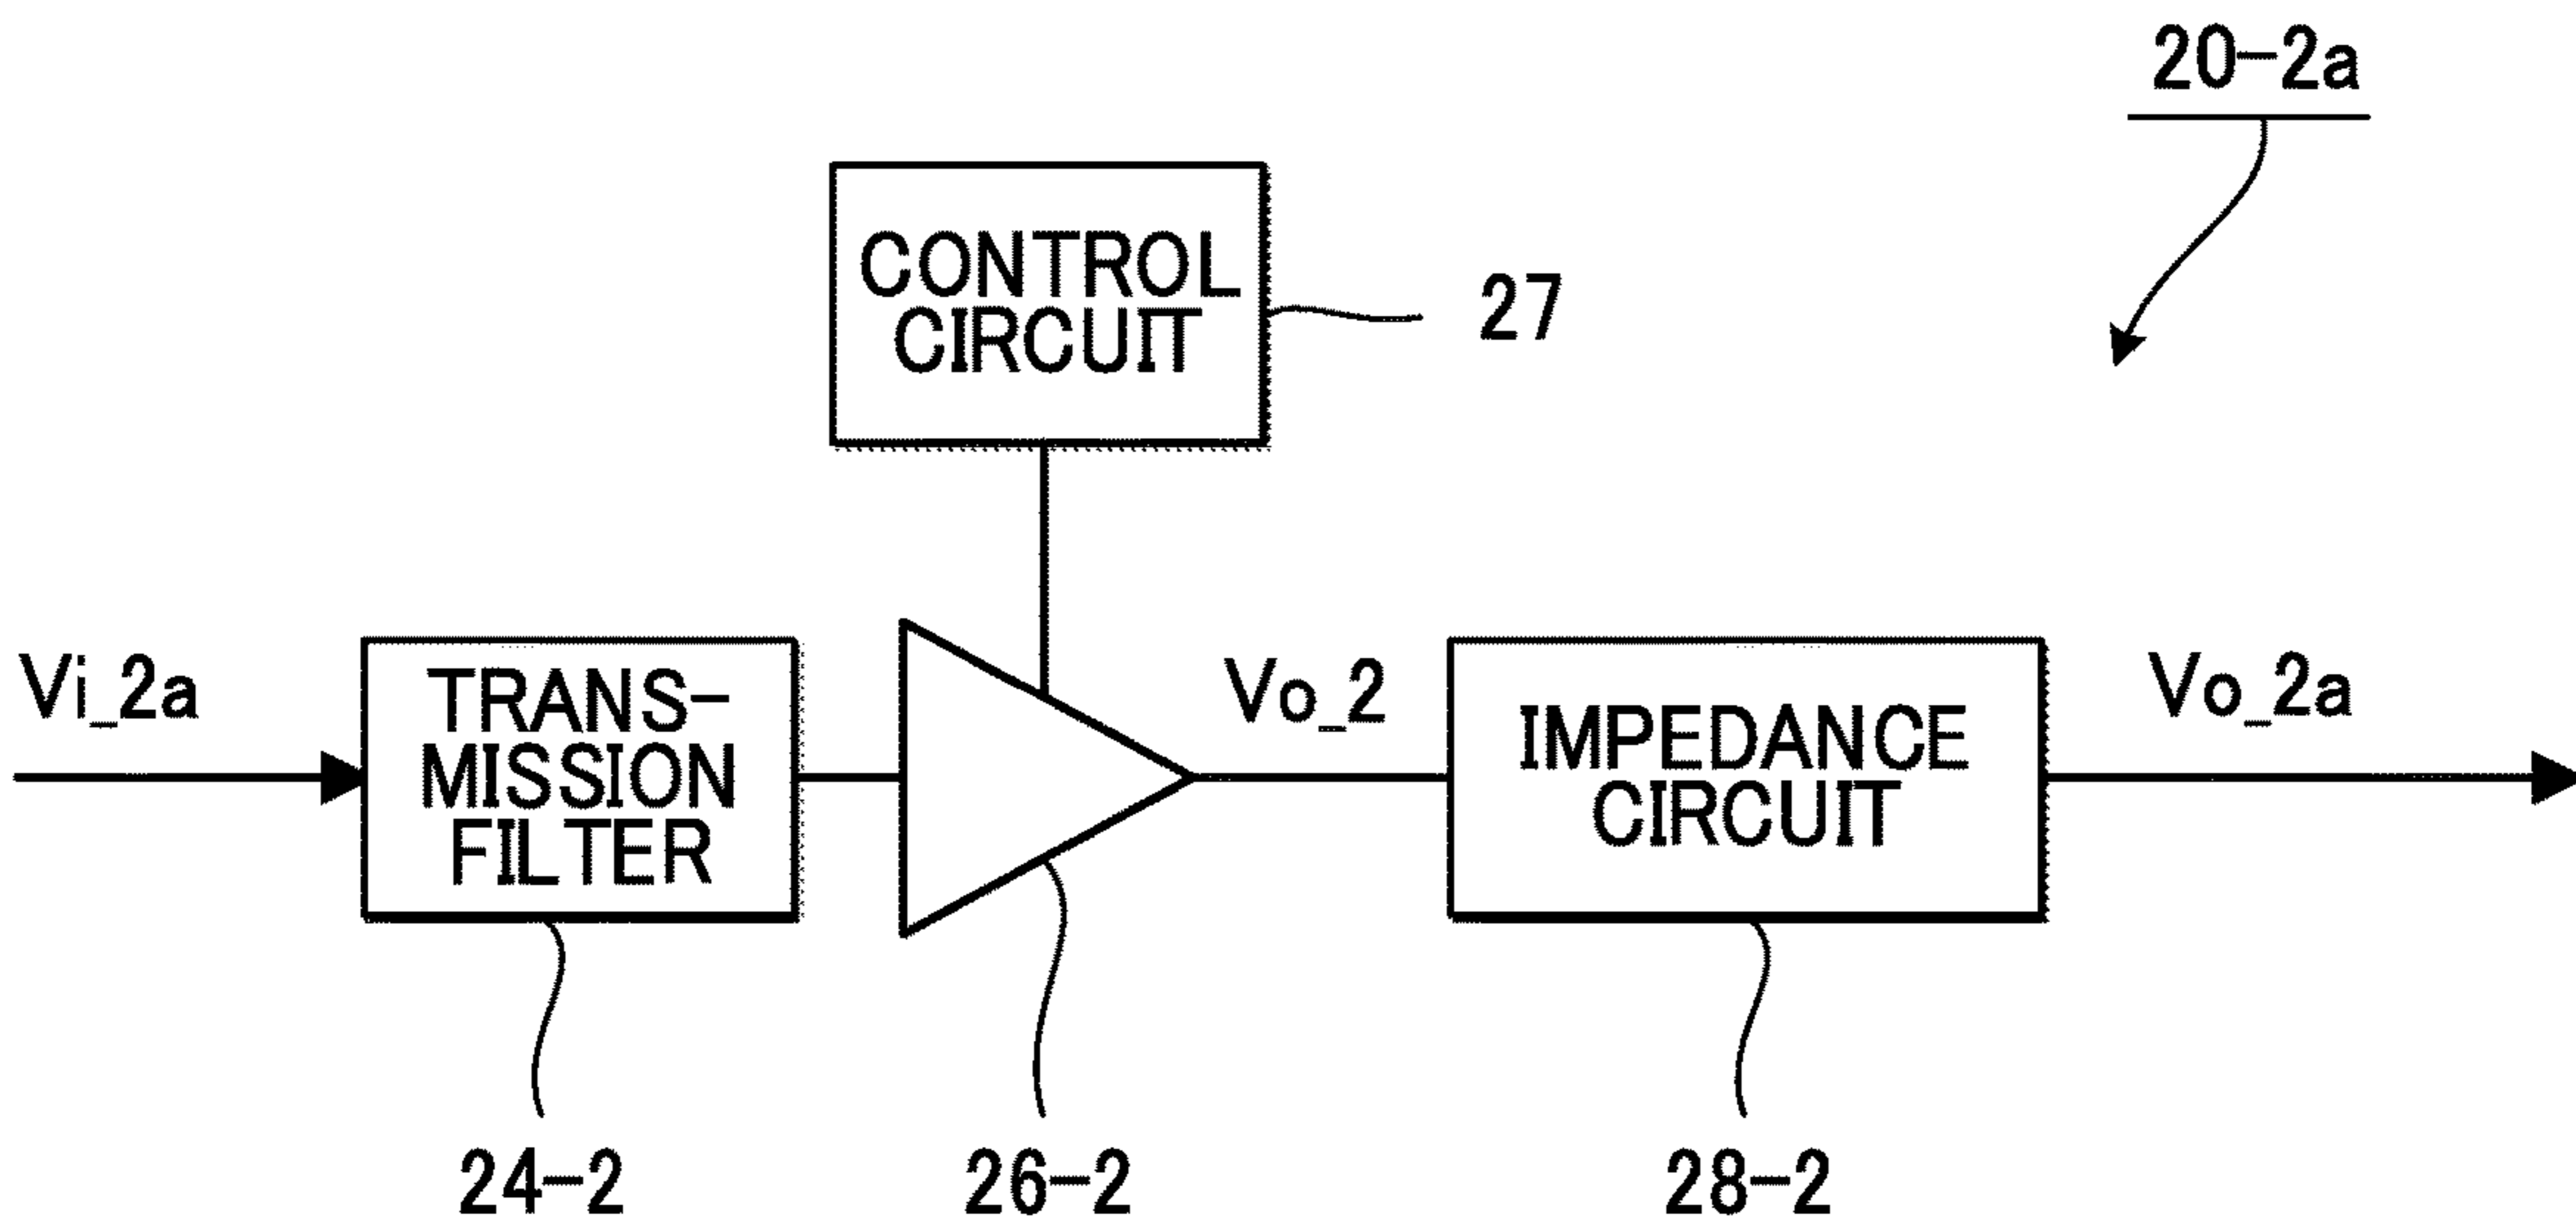 20-2a
CONTROL
CIRCUIT
27
Vi_2a
TRANS-
MISSION
FILTER
Vo_2
IMPEDANCE
CIRCUIT
Vo_2a
24-2
26-2
28-2